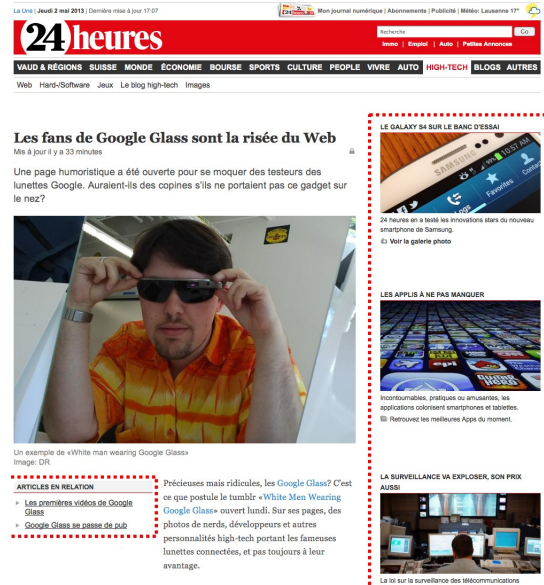 La Une | Jeudi 2 mai 2013 | Dernière mise à jour 17:07
Mon journal numérique | Abonnements | Publicité | Météo: Lausanne 17°
24 heures
Recherche
Go
Immo | Emploi | Auto | Petites Annonces
VAUD & RÉGIONS SUISSE MONDE ÉCONOMIE BOURSE SPORTS CULTURE PEOPLE VIVRE AUTO HIGH-TECH BLOGS AUTRES
Web Hard-/Software Jeux Le blog high-tech Images
Les fans de Google Glass sont la risée du Web
Mis à jour il y a 33 minutes
Une page humoristique a été ouverte pour se moquer des testeurs des
lunettes Google. Auraient-ils des copines s'ils ne portaient pas ce gadget sur
le nez?
Un exemple de «White man wearing Google Glass»
Image: DR
ARTICLES EN RELATION
Les premières vidéos de Google
Glass
Google Glass se passe de pub
Précieuses mais ridicules, les Google Glass? C'est
ce que postule le tumblr «White Men Wearing
Google Glass» ouvert lundi. Sur ses pages, des
photos de nerds, développeurs et autres
personnalités high-tech portant les fameuses
lunettes connectées, et pas toujours à leur
avantage.
LE GALAXY S4 SUR LE BANC D'ESSAI
SAMSUNG
10:57 AM
Logs
Favorites
Contac
24 heures en a testé les innovations stars du nouveau
smartphone de Samsung.
Voir la galerie photo
LES APPLIS À NE PAS MANQUER
Incontournables, pratiques ou amusantes, les
applications colonisent smartphones et tablettes.
Retrouvez les meilleures Apps du moment.
LA SURVEILLANCE VA EXPLOSER, SON PRIX
AUSSI
La loi sur la surveillance des télécommunications